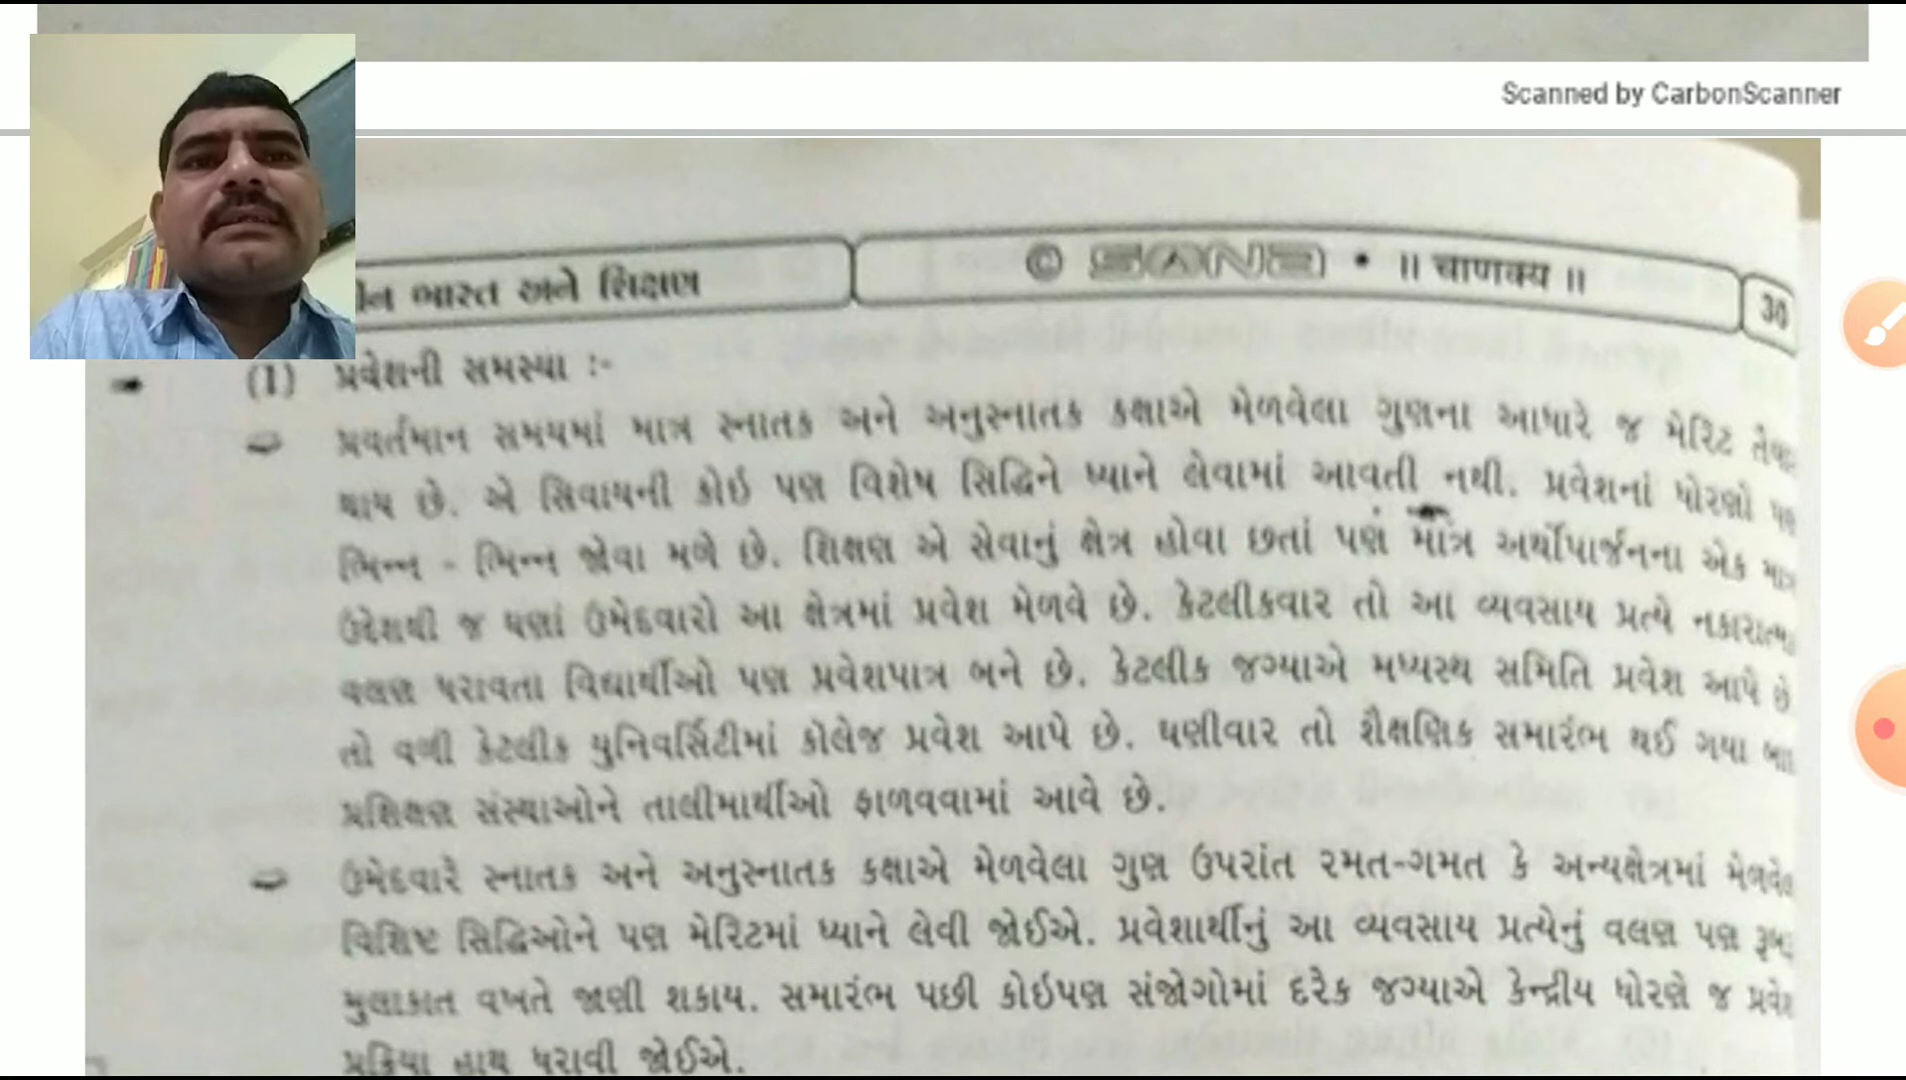 Scanned by CarbonScanner
ભારત અને શિક્ષણ
© SANA • ॥ चाणक्य ॥
30
(1) પ્રવેશની સમસ્યા :-
પ્રવર્તમાન સમયમાં માત્ર સ્નાતક અને અનુસ્નાતક કક્ષાએ મેળવેલા ગુણના આધારે જ મેરિટ
થાય છે. એ સિવાયની કોઈ પણ વિશેષ સિદ્ધિને ધ્યાને લેવામાં આવતી નથી. પ્રવેશનાં ધોરણો પણ
ભિન્ન - ભિન્ન જોવા મળે છે. શિક્ષણ એ સેવાનું ક્ષેત્ર હોવા છતાં પણ માત્ર અર્થોપાર્જનના એક માત્ર
ઉદેશથી જ ઘણાં ઉમેદવારો આ ક્ષેત્રમાં પ્રવેશ મેળવે છે. કેટલીકવાર તો આ વ્યવસાય પ્રત્યે
વલણ ધરાવતા વિદ્યાર્થીઓ પણ પ્રવેશપાત્ર બને છે. કેટલીક જગ્યાએ મધ્યસ્થ સમિતિ પ્રવેશ આપે છે
તો વળી કેટલીક યુનિવર્સિટીમાં કોલેજ પ્રવેશ આપે છે. ઘણીવાર તો શૈક્ષણિક સમારંભ થઈ ગયા
પ્રશિક્ષણ સંસ્થાઓને તાલીમાર્થીઓ ફાળવવામાં આવે છે.
ઉમેદવારે સ્નાતક અને અનુસ્નાતક કક્ષાએ મેળવેલા ગુણ ઉપરાંત રમત-ગમત કે અન્યક્ષેત્રમાં
વિશિષ્ટ સિદ્ધિઓને પણ મેરિટમાં ધ્યાને લેવી જોઈએ. પ્રવેશાર્થીનું આ વ્યવસાય પ્રત્યેનું વલણ પણ
મુલાકાત વખતે જાણી શકાય. સમારંભ પછી કોઈપણ સંજોગોમાં દરેક જગ્યાએ કેન્દ્રીય ધોરણે જ
પ્રક્રિયા હાથ ધરાવી જોઈએ.